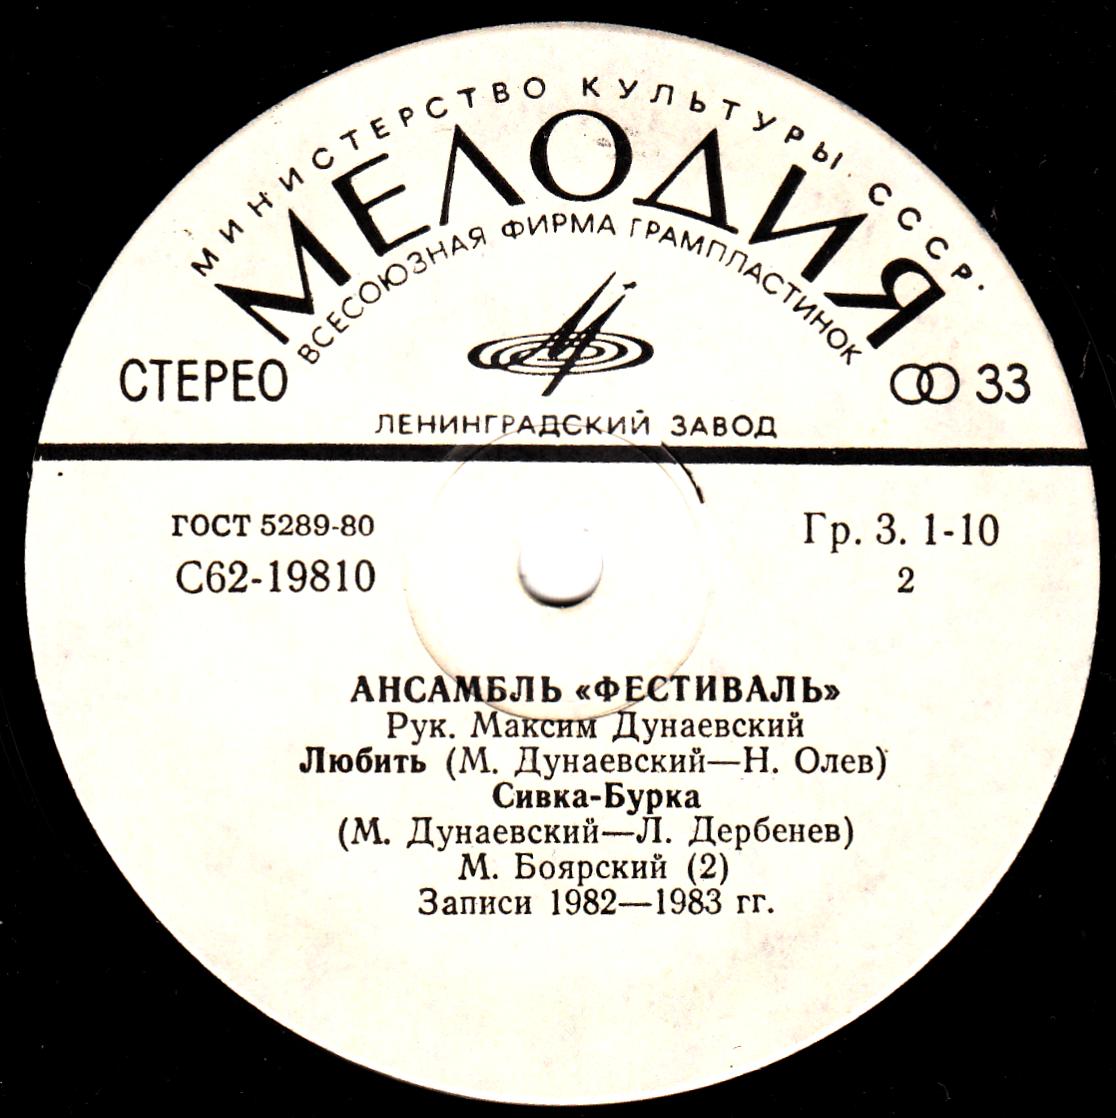 МИНИСТЕРСТВО КУЛЬТУРЫ СССР.
МЕЛОДИЯ
ВСЕСОЮЗНАЯ ФИРМА ГРАМПЛАСТИНОК
СТЕРЕО
33
ЛЕНИНГРАДСКИЙ ЗАВОД
ГОСТ 5289-80
Гр. 3. 1-10
С62-19810
2
АНСАМБЛЬ «ФЕСТИВАЛЬ»
Рук. Максим Дунаевский
Любить (М. Дунаевский—Н. Олев)
Сивка-Бурка
(М. Дунаевский—Л. Дербенев)
М. Боярский (2)
Записи 1982—1983 гг.